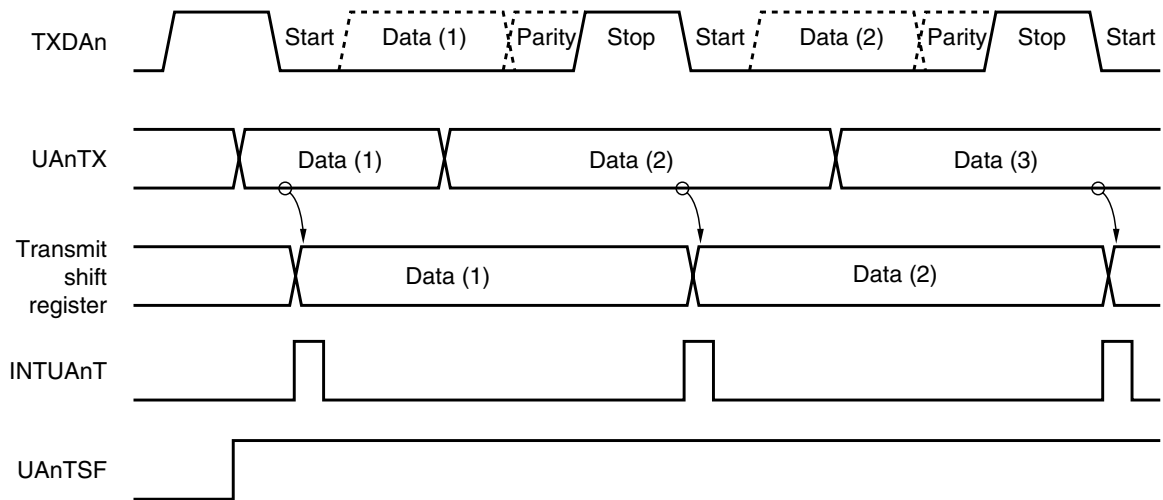 TXDAn
Start Data (1) Parity Stop Start Data (2) Parity Stop Start
UAnTX
Data (1) Data (2) Data (3)
Transmit
shift
register
Data (1) Data (2)
INTUAnT
UAnTSF